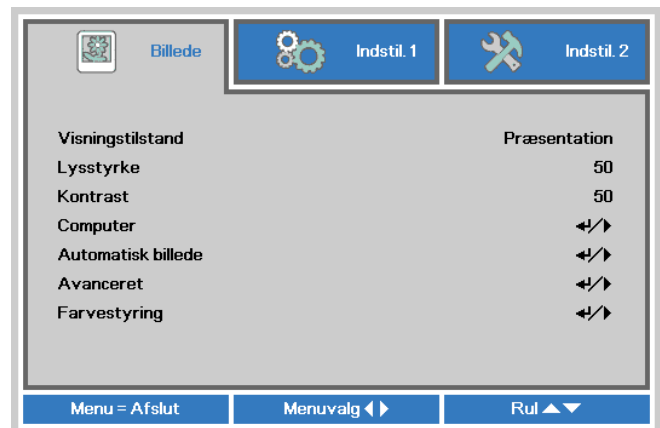 Billede Indstil. 1 Indstil. 2
Visningstilstand Præsentation
Lysstyrke 50
Kontrast 50
Computer ↵/▶
Automatisk billede ↵/▶
Avanceret ↵/▶
Farvestyring ↵/▶
Menu = Afslut Menuvalg ◀▶ Rul ▲▼